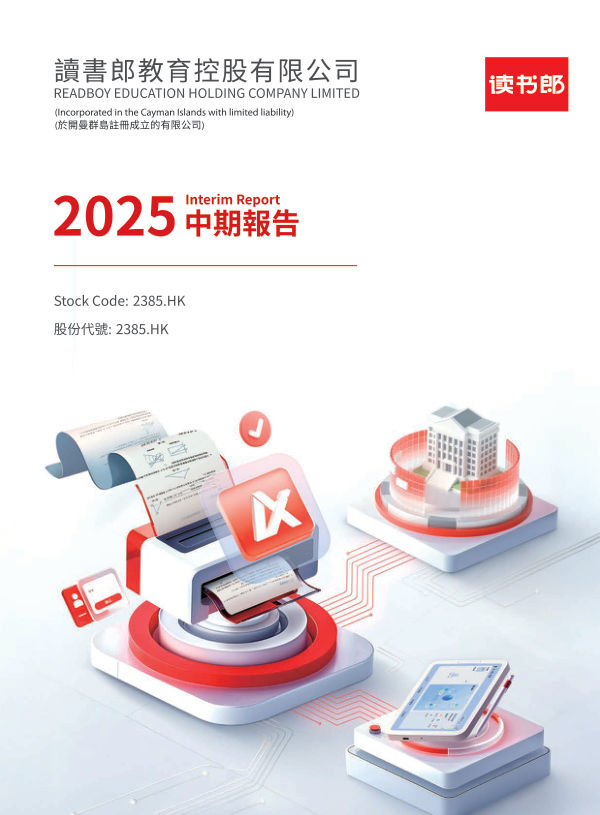 讀書郎教育控股有限公司
READBOY EDUCATION HOLDING COMPANY LIMITED
(Incorporated in the Cayman Islands with limited liability)
(於開曼群島註冊成立的有限公司)
读书郎
2025
Interim Report
中期報告
Stock Code: 2385.HK
股份代號: 2385.HK